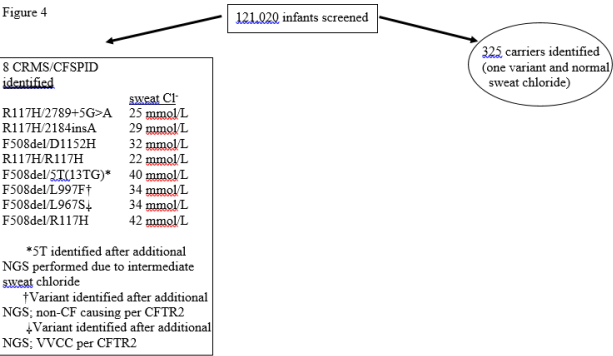 Figure 4
121,020 infants screened
325 carriers identified
(one variant and normal
sweat chloride)
8 CRMS/CFSPID
identified
sweat Cl⁻
R117H/2789+5G>A 25 mmol/L
R117H/2184insA 29 mmol/L
F508del/D1152H 32 mmol/L
R117H/R117H 22 mmol/L
F508del/5T(13TG)* 40 mmol/L
F508del/L997F† 34 mmol/L
F508del/L967S⍭ 34 mmol/L
F508del/R117H 42 mmol/L
*5T identified after additional
NGS performed due to intermediate
sweat chloride
†Variant identified after additional
NGS; non-CF causing per CFTR2
⍭Variant identified after additional
NGS; VVCC per CFTR2